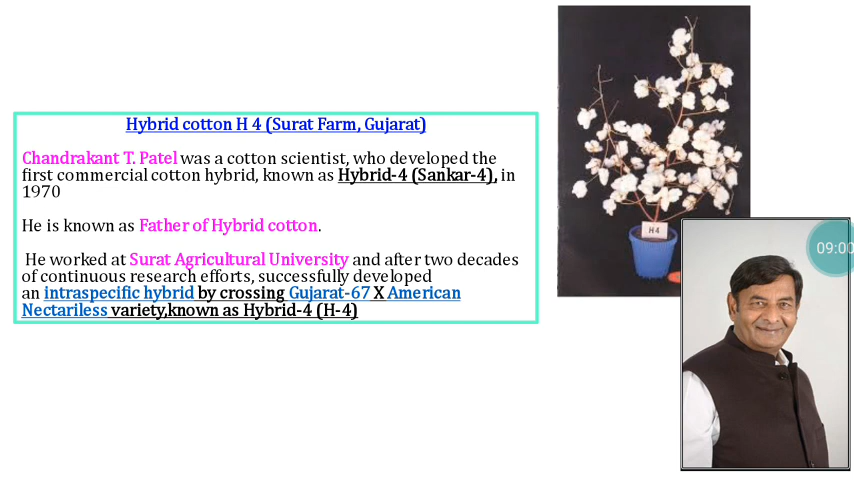 Hybrid cotton H 4 (Surat Farm, Gujarat)
Chandrakant T. Patel was a cotton scientist, who developed the
first commercial cotton hybrid, known as Hybrid-4 (Sankar-4), in
1970
He is known as Father of Hybrid cotton.
He worked at Surat Agricultural University and after two decades
of continuous research efforts, successfully developed
an intraspecific hybrid by crossing Gujarat-67 X American
Nectariless variety,known as Hybrid-4 (H-4)
H4
09:00